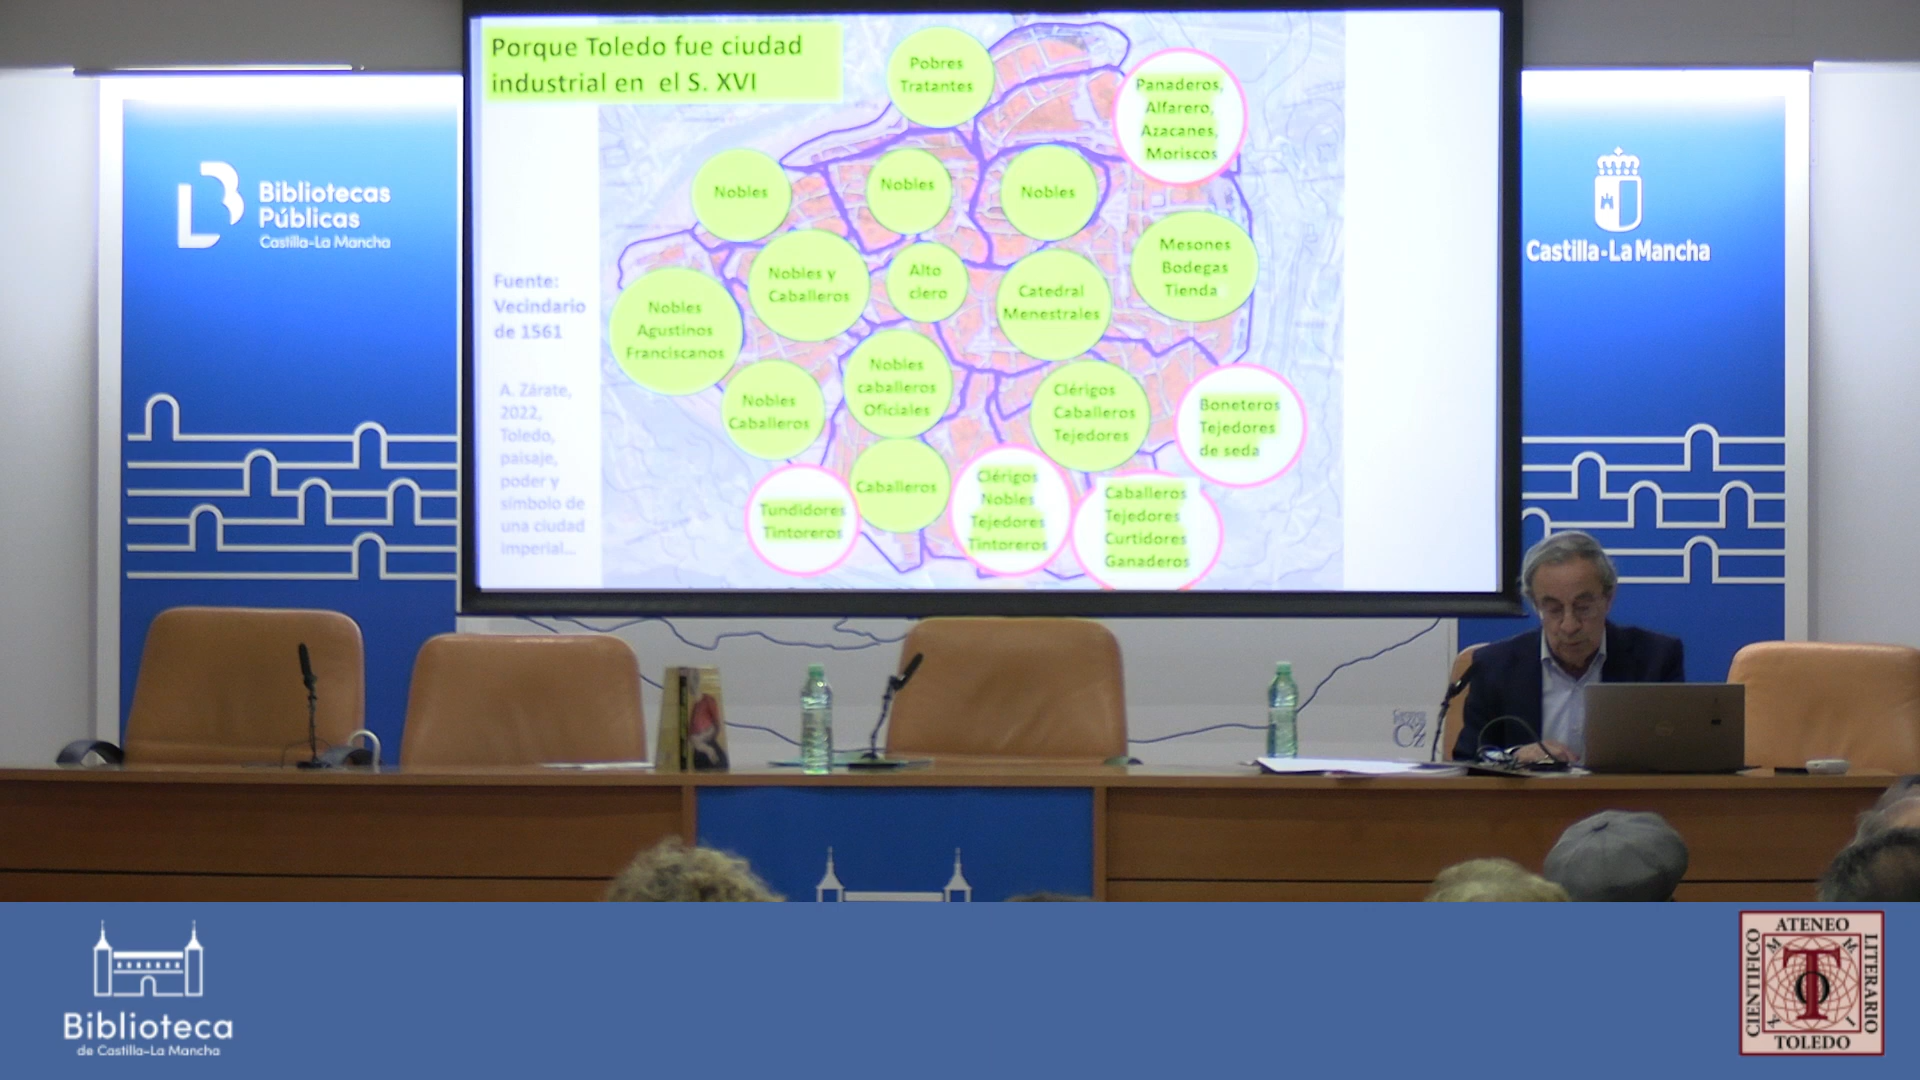 Porque Toledo fue ciudad
industrial en el S. XVI
Pobres
Tratantes
Panaderos,
Alfarero,
Azacanes,
Moriscos
Nobles
Nobles
Nobles
Mesones
Bodegas
Tienda
Nobles y
Caballeros
Alto
clero
Catedral
Menestrales
Nobles
Agustinos
Franciscanos
Nobles
Caballeros
Nobles
caballeros
Oficiales
Clérigos
Caballeros
Tejedores
Boneteros
Tejedores
de seda
Tundidores
Tintoreros
Caballeros
Clérigos
Nobles
Tejedores
Tintoreros
Caballeros
Tejedores
Curtidores
Ganaderos
Fuente:
Vecindario
de 1561
A. Zárate,
2022,
Toledo,
paisaje,
poder y
símbolo de
una ciudad
imperial...
Bibliotecas
Públicas
Castilla-La Mancha
Castilla-La Mancha
Biblioteca
de Castilla-La Mancha
CIENTÍFICO
ATENEO
LITERARIO
TOLEDO